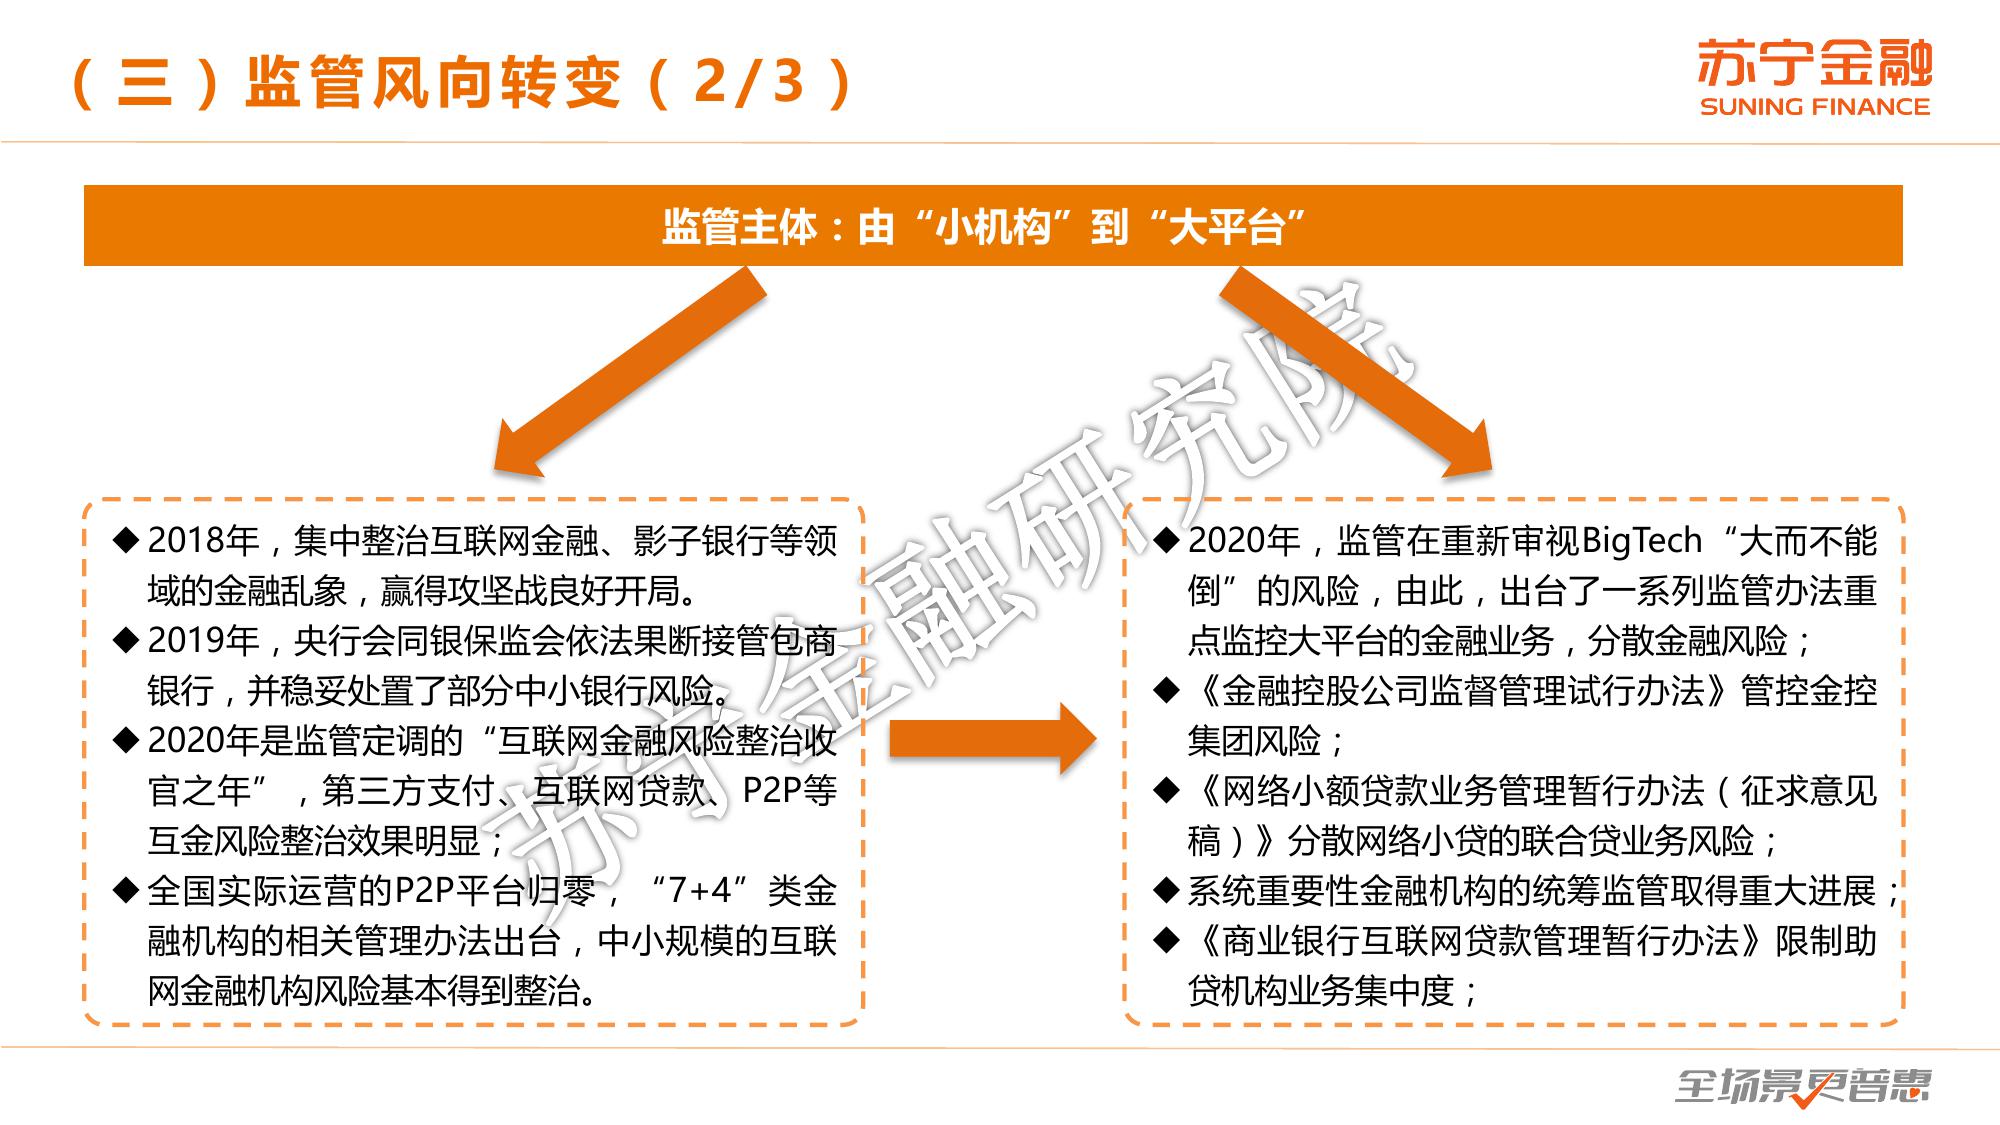 （三）监管风向转变（2/3）
苏宁金融
SUNING FINANCE
监管主体：由“小机构”到“大平台”
◆2018年，集中整治互联网金融、影子银行等领
域的金融乱象，赢得攻坚战良好开局。
◆2019年，央行会同银保监会依法果断接管包商
银行，并稳妥处置了部分中小银行风险。
◆2020年是监管定调的“互联网金融风险整治收
官之年”，第三方支付、互联网贷款、P2P等
互金风险整治效果明显；
◆全国实际运营的P2P平台归零，“7+4”类金
融机构的相关管理办法出台，中小规模的互联
网金融机构风险基本得到整治。
◆2020年，监管在重新审视BigTech“大而不能
倒”的风险，由此，出台了一系列监管办法重
点监控大平台的金融业务，分散金融风险；
◆《金融控股公司监督管理试行办法》管控金控
集团风险；
◆《网络小额贷款业务管理暂行办法（征求意见
稿）》分散网络小贷的联合贷业务风险；
◆系统重要性金融机构的统筹监管取得重大进展；
◆《商业银行互联网贷款管理暂行办法》限制助
贷机构业务集中度；
苏宁金融研究院
全场景更普惠